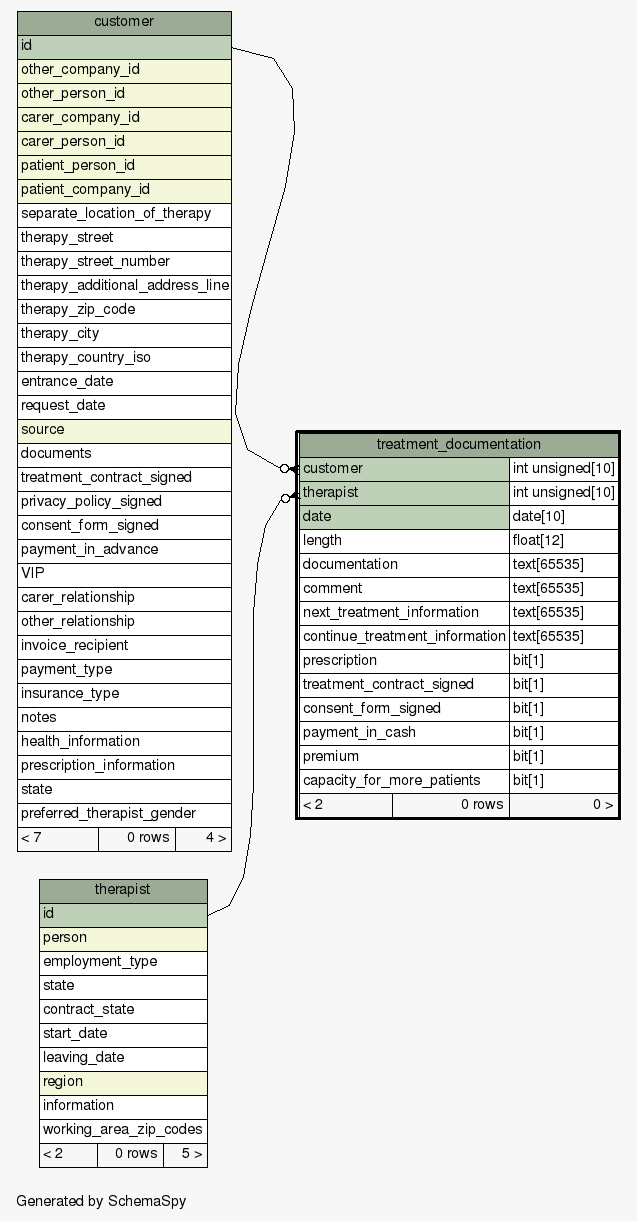 customer
id
other_company_id
other_person_id
carer_company_id
carer_person_id
patient_person_id
patient_company_id
separate_location_of_therapy
therapy_street
therapy_street_number
therapy_additional_address_line
therapy_zip_code
therapy_city
therapy_country_iso
entrance_date
request_date
source
documents
treatment_contract_signed
privacy_policy_signed
consent_form_signed
payment_in_advance
VIP
carer_relationship
other_relationship
invoice_recipient
payment_type
insurance_type
notes
health_information
prescription_information
state
preferred_therapist_gender
< 7 0 rows 4 >
treatment_documentation
customer int unsigned[10]
therapist int unsigned[10]
date date[10]
length float[12]
documentation text[65535]
comment text[65535]
next_treatment_information text[65535]
continue_treatment_information text[65535]
prescription bit[1]
treatment_contract_signed bit[1]
consent_form_signed bit[1]
payment_in_cash bit[1]
premium bit[1]
capacity_for_more_patients bit[1]
< 2 0 rows 0 >
therapist
id
person
employment_type
state
contract_state
start_date
leaving_date
region
information
working_area_zip_codes
< 2 0 rows 5 >
Generated by SchemaSpy